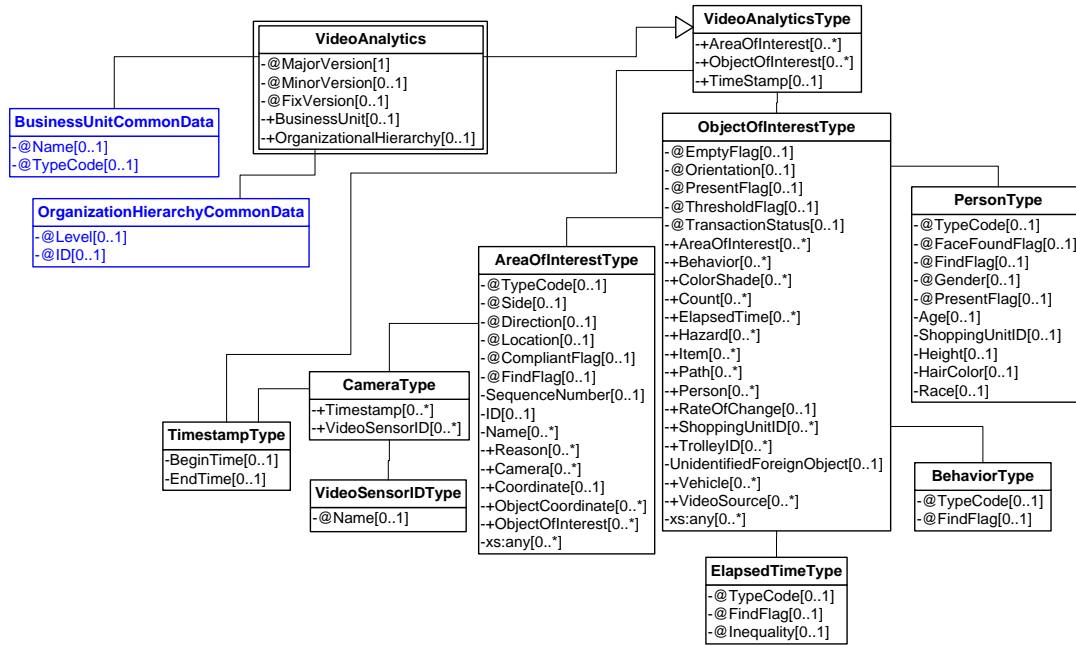 VideoAnalytics
-@MajorVersion[1]
-@MinorVersion[0..1]
-@FixVersion[0..1]
-+BusinessUnit[0..1]
-+OrganizationalHierarchy[0..1]
VideoAnalyticsType
-+AreaOfInterest[0..*]
-+ObjectOfInterest[0..*]
-+TimeStamp[0..1]
BusinessUnitCommonData
-@Name[0..1]
-@TypeCode[0..1]
OrganizationHierarchyCommonData
-@Level[0..1]
-@ID[0..1]
ObjectOfInterestType
-@EmptyFlag[0..1]
-@Orientation[0..1]
-@PresentFlag[0..1]
-@ThresholdFlag[0..1]
-@TransactionStatus[0..1]
-+AreaOfInterest[0..*]
-+Behavior[0..*]
-+ColorShade[0..*]
-+Count[0..*]
-+ElapsedTime[0..*]
-+Hazard[0..*]
-+Item[0..*]
-+Path[0..*]
-+Person[0..*]
-+RateOfChange[0..1]
-+ShoppingUnitID[0..*]
-+TrolleyID[0..*]
-UnidentifiedForeignObject[0..1]
-+Vehicle[0..*]
-+VideoSource[0..*]
-xs:any[0..*]
PersonType
-@TypeCode[0..1]
-@FaceFoundFlag[0..1]
-@FindFlag[0..1]
-@Gender[0..1]
-@PresentFlag[0..1]
-Age[0..1]
-ShoppingUnitID[0..1]
-Height[0..1]
-HairColor[0..1]
-Race[0..1]
AreaOfInterestType
-@TypeCode[0..1]
-@Side[0..1]
-@Direction[0..1]
-@Location[0..1]
-@CompliantFlag[0..1]
-@FindFlag[0..1]
-SequenceNumber[0..1]
-ID[0..1]
-Name[0..*]
-+Reason[0..*]
-+Camera[0..*]
-+Coordinate[0..1]
-+ObjectCoordinate[0..*]
-+ObjectOfInterest[0..*]
-xs:any[0..*]
CameraType
-+Timestamp[0..*]
-+VideoSensorID[0..*]
TimestampType
-BeginTime[0..1]
-EndTime[0..1]
VideoSensorIDType
-@Name[0..1]
BehaviorType
-@TypeCode[0..1]
-@FindFlag[0..1]
ElapsedTimeType
-@TypeCode[0..1]
-@FindFlag[0..1]
-@Inequality[0..1]